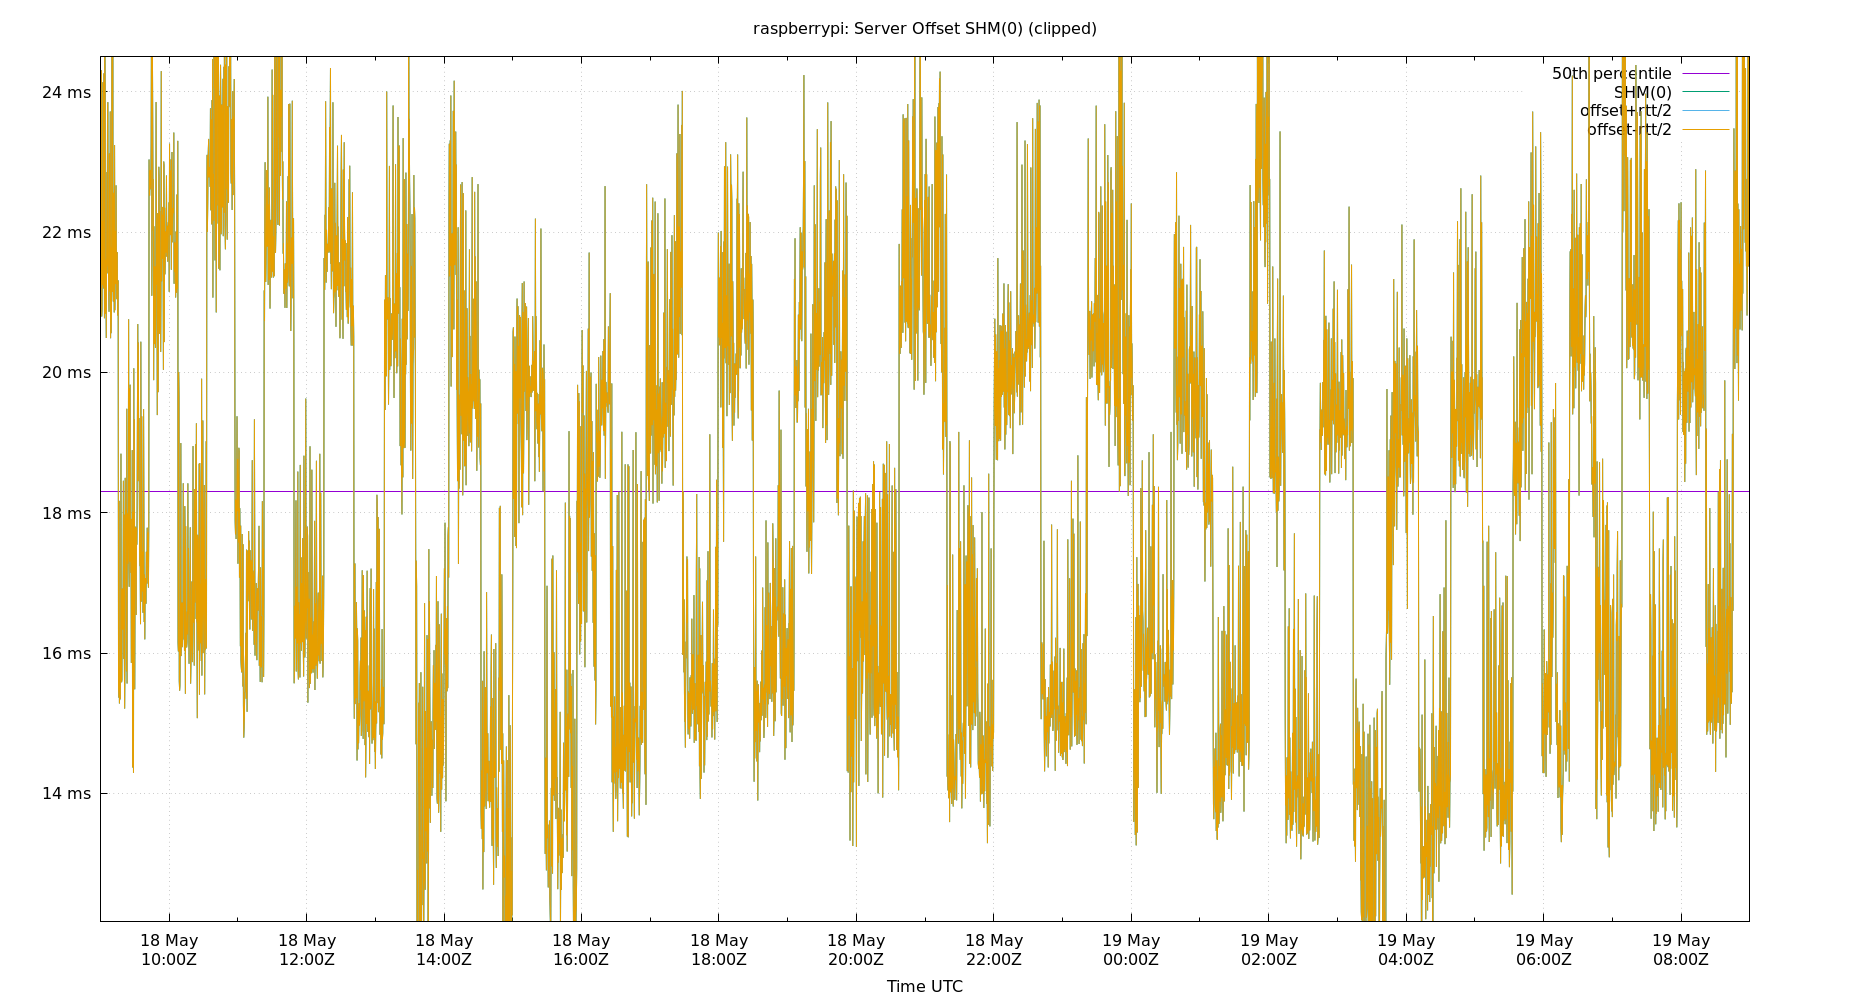 raspberrypi: Server Offset SHM(0) (clipped)
50th percentile
SHM(0)
offset+rtt/2
offset-rtt/2
24 ms
22 ms
20 ms
18 ms
16 ms
14 ms
18 May 18 May 18 May 18 May 18 May 18 May 18 May 19 May 19 May 19 May 19 May 19 May
10:00Z 12:00Z 14:00Z 16:00Z 18:00Z 20:00Z 22:00Z 00:00Z 02:00Z 04:00Z 06:00Z 08:00Z
Time UTC